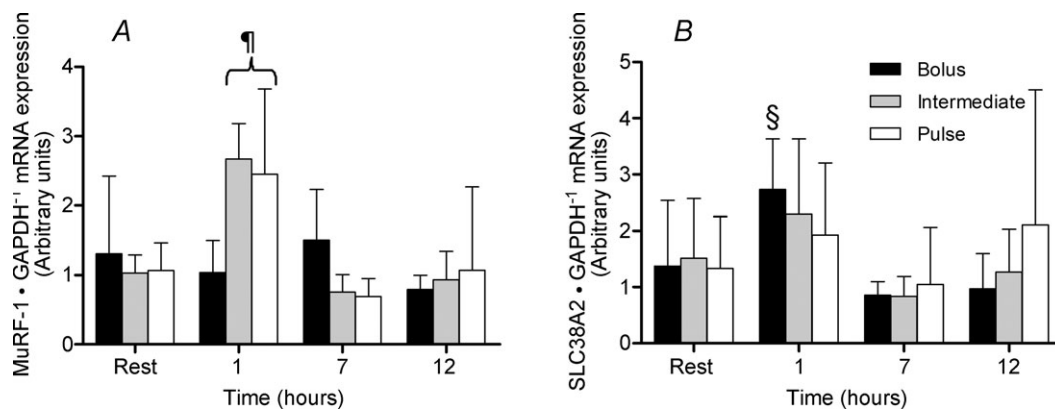 A
¶
4
3
2
1
0
MuRF-1 • GAPDH⁻¹ mRNA expression
(Arbitrary units)
Rest 1 7 12
Time (hours)
B
§
Bolus
Intermediate
Pulse
5
4
3
2
1
0
SLC38A2 • GAPDH⁻¹ mRNA expression
(Arbitrary units)
Rest 1 7 12
Time (hours)